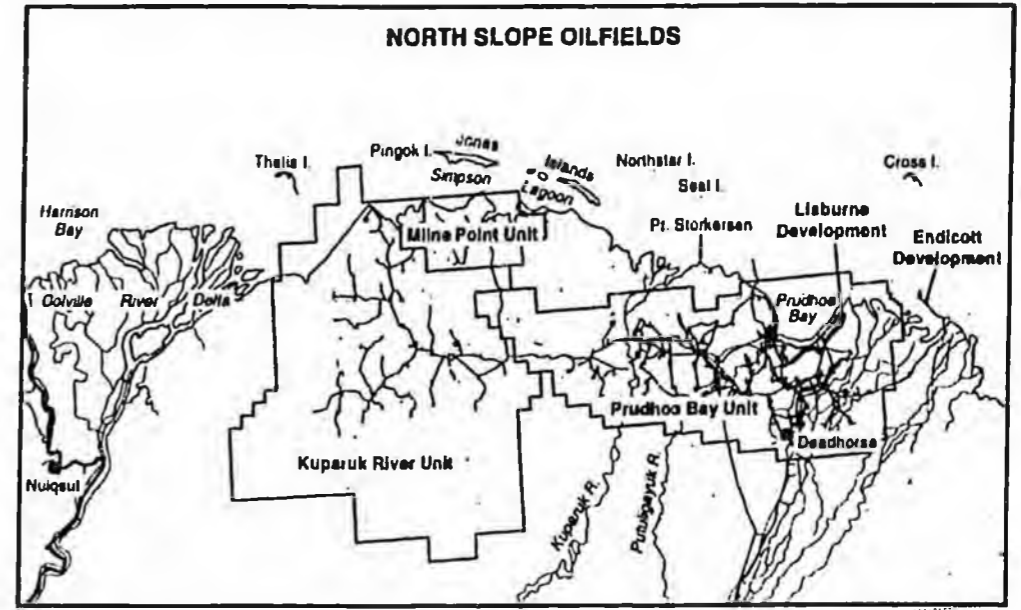 NORTH SLOPE OILFIELDS
Thetis I.
Pingok I.
Jones
Islands
Simpson
Lagoon
Northstar I.
Seal I.
Cross I.
Harrison
Bay
Pt. Storkersen
Lisburne
Development
Endicott
Development
Milne Point Unit
Colville River Delta
Prudhoe
Bay
Prudhoe Bay Unit
Deadhorse
Kuparuk River Unit
Nuiqsut
Kuparuk R.
Putuligayuk R.